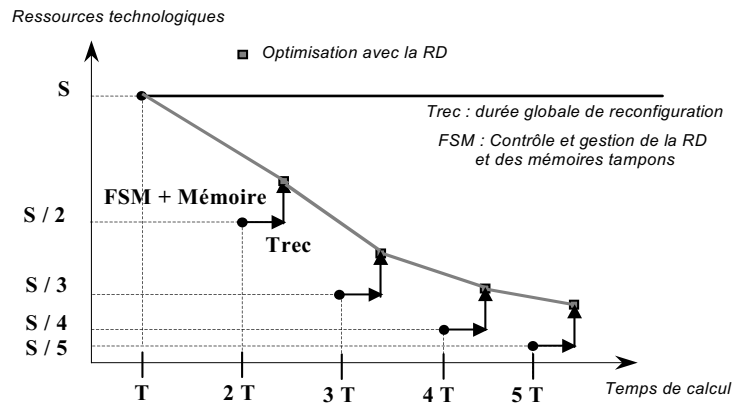 Ressources technologiques
Optimisation avec la RD
S
Trec : durée globale de reconfiguration
FSM : Contrôle et gestion de la RD
et des mémoires tampons
FSM + Mémoire
S / 2
Trec
S / 3
S / 4
S / 5
T
2 T
3 T
4 T
5 T
Temps de calcul